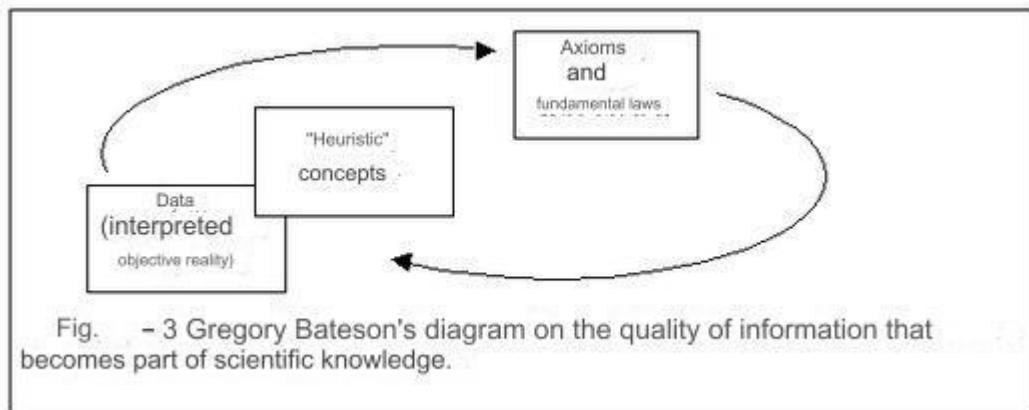 Axioms
and
fundamental laws
"Heuristic"
concepts
Data
(interpreted
objective reality)
Fig. – 3 Gregory Bateson's diagram on the quality of information that
becomes part of scientific knowledge.